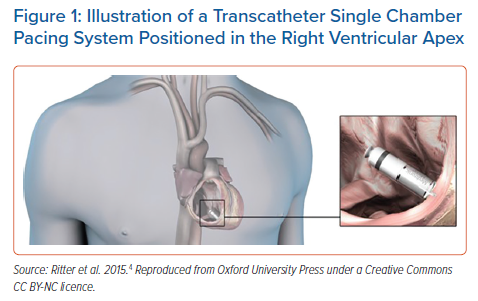 Figure 1: Illustration of a Transcatheter Single Chamber
Pacing System Positioned in the Right Ventricular Apex
Source: Ritter et al. 2015.⁴ Reproduced from Oxford University Press under a Creative Commons
CC BY-NC licence.